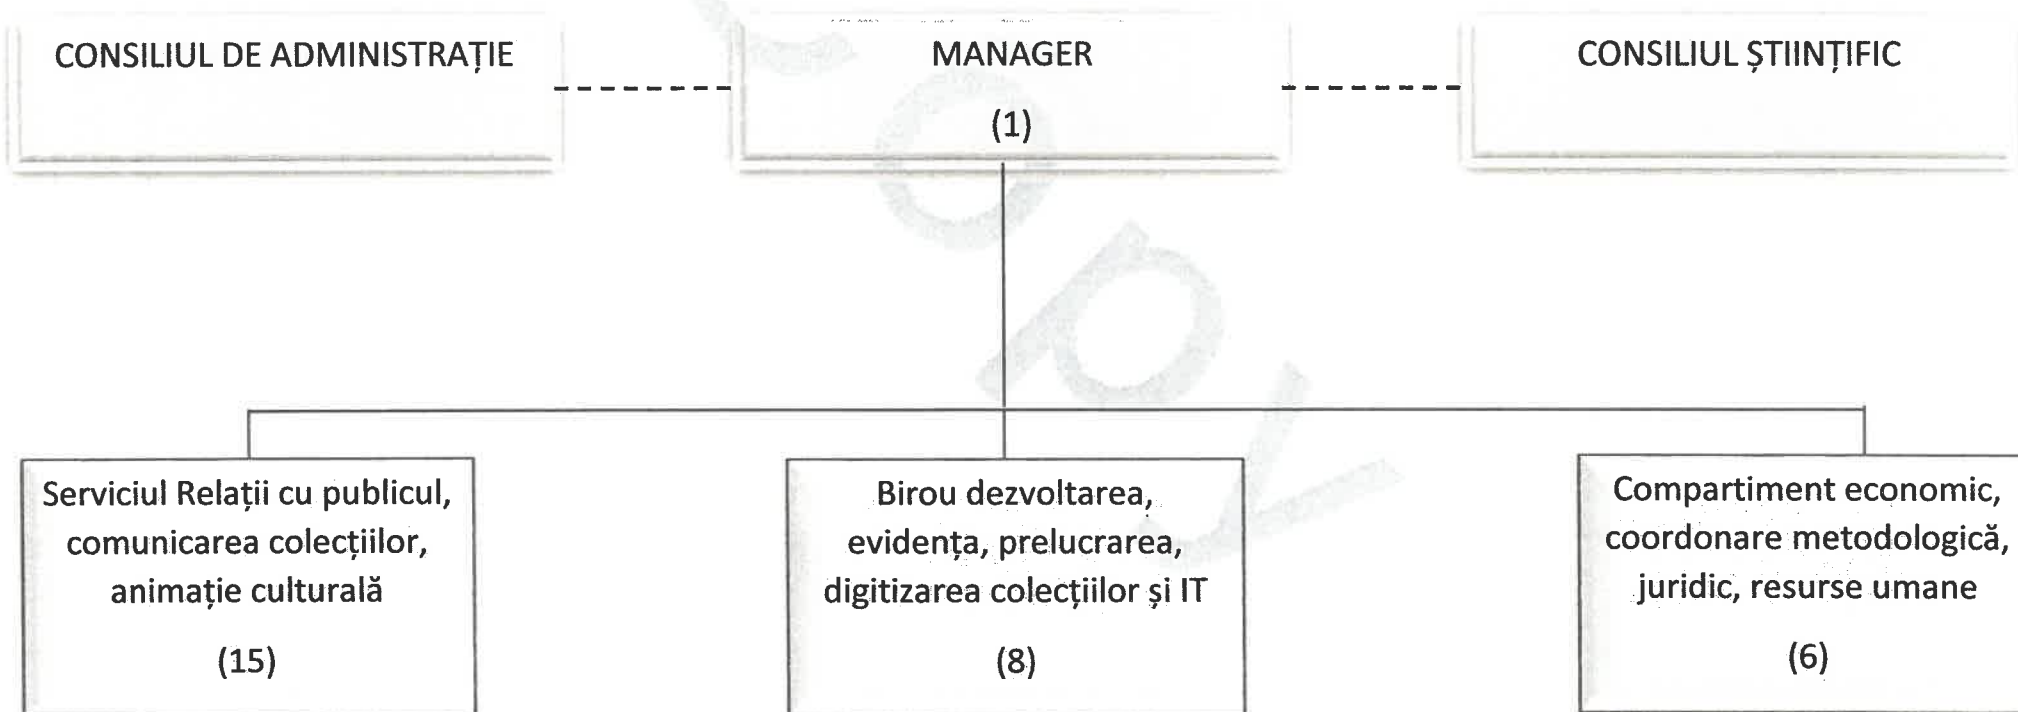 CONSILIUL DE ADMINISTRAȚIE
MANAGER
(1)
CONSILIUL ȘTIINȚIFIC
Serviciul Relații cu publicul,
comunicarea colecțiilor,
animație culturală
(15)
Birou dezvoltarea,
evidența, prelucrarea,
digitizarea colecțiilor și IT
(8)
Compartiment economic,
coordonare metodologică,
juridic, resurse umane
(6)